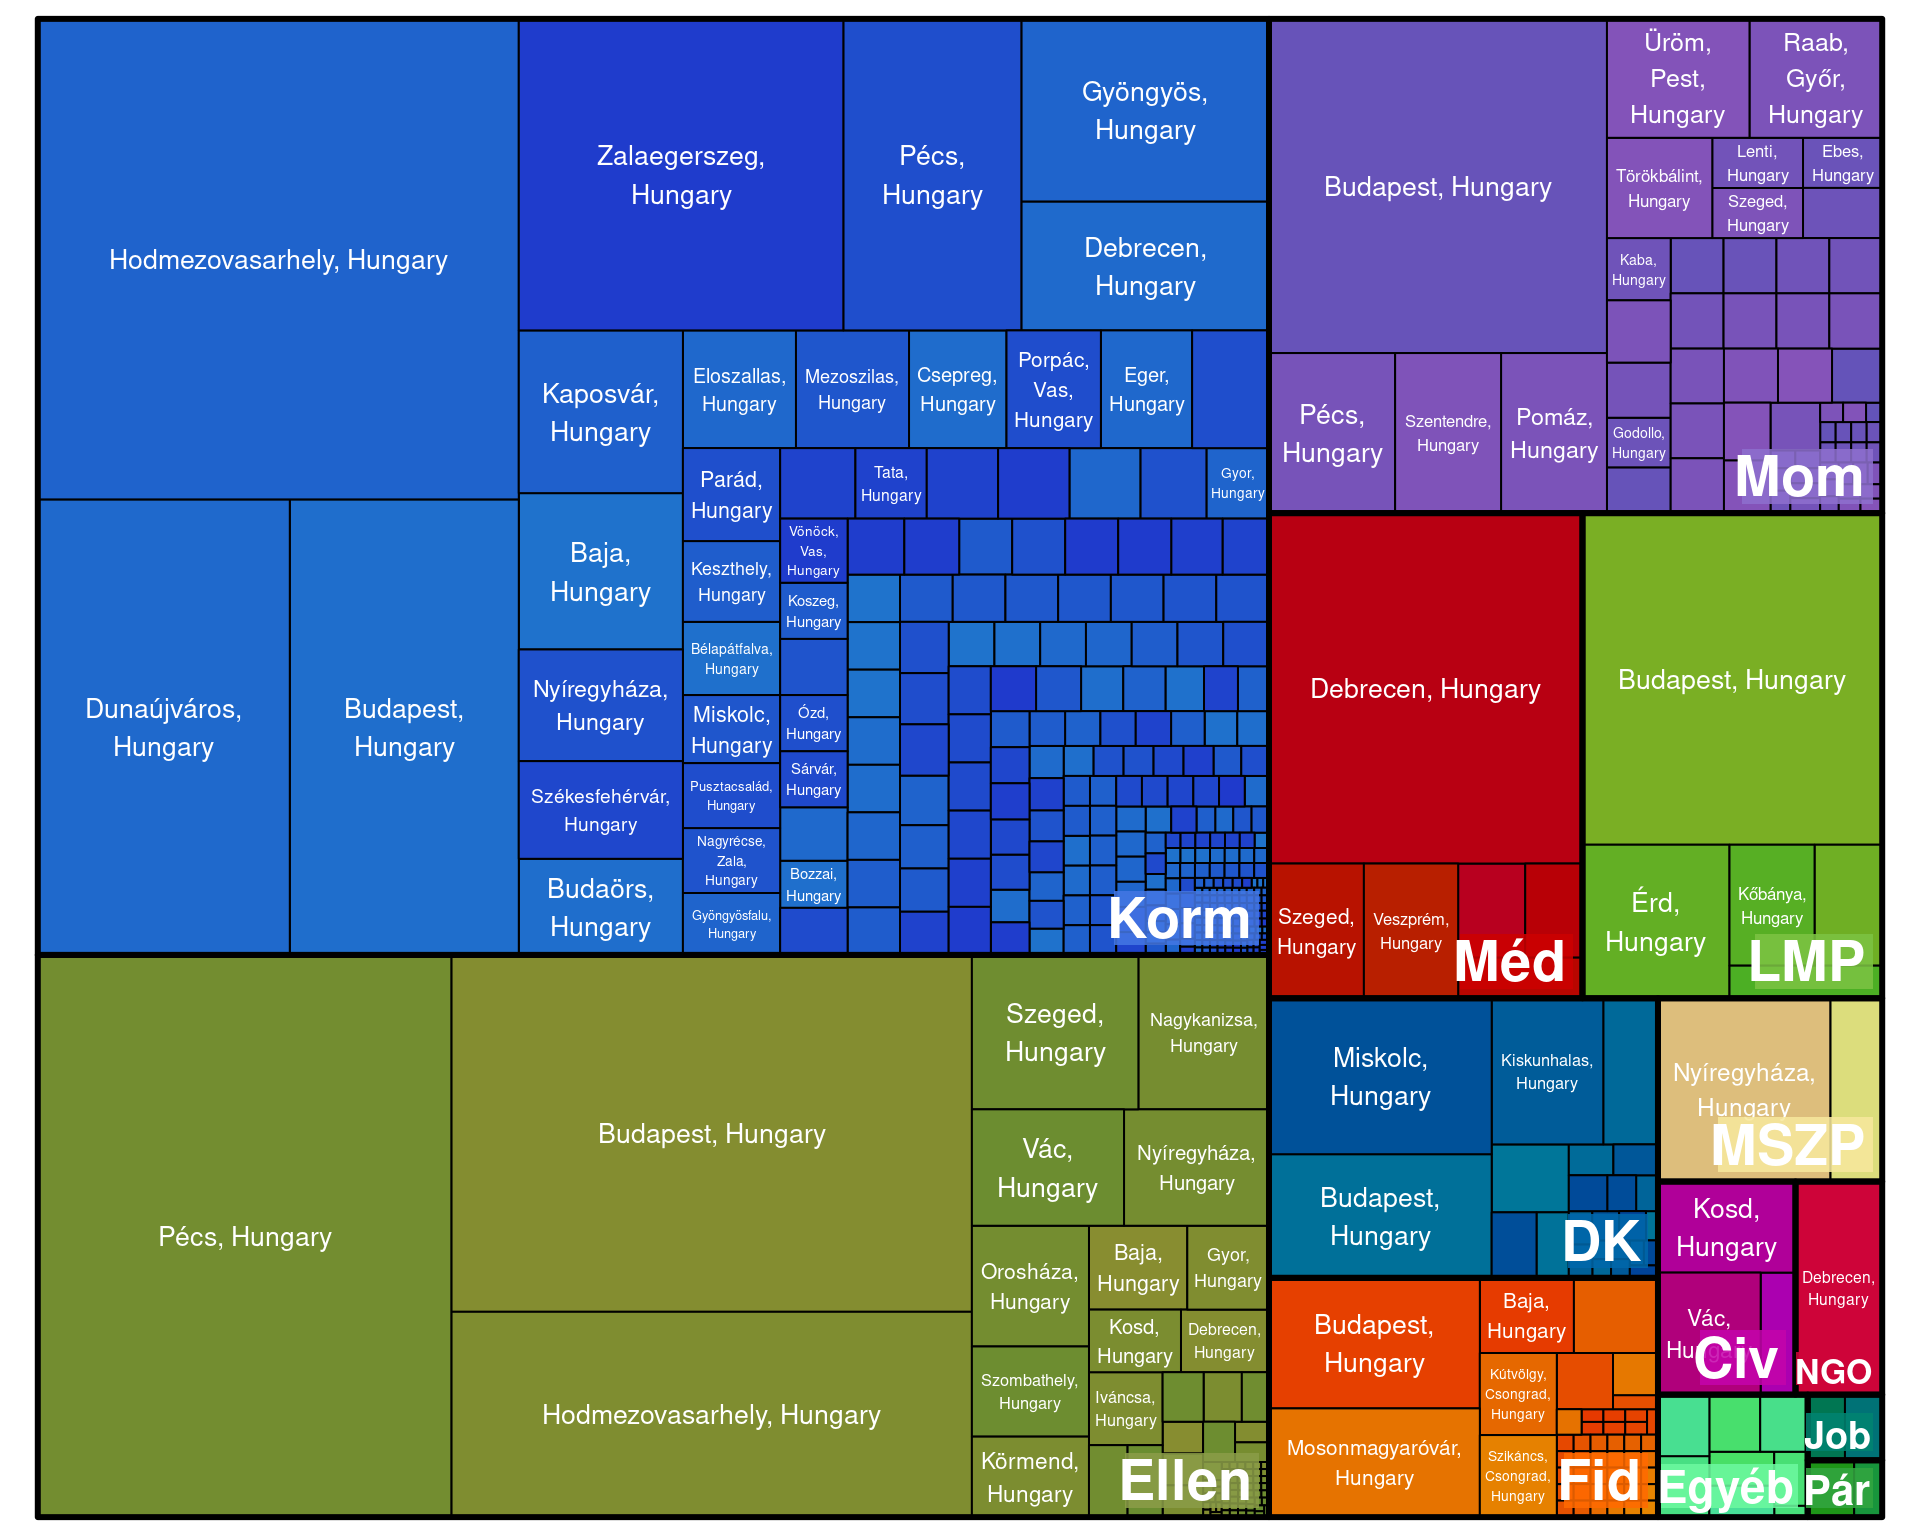 Hodmezovasarhely, Hungary
Dunaújváros,
Hungary
Budapest,
Hungary
Zalaegerszeg,
Hungary
Pécs,
Hungary
Gyöngyös,
Hungary
Debrecen,
Hungary
Kaposvár,
Hungary
Baja,
Hungary
Nyíregyháza,
Hungary
Székesfehérvár,
Hungary
Budaörs,
Hungary
Eloszallas,
Hungary
Mezoszilas,
Hungary
Csepreg,
Hungary
Porpác,
Vas,
Hungary
Eger,
Hungary
Parád,
Hungary
Keszthely,
Hungary
Bélapátfalva,
Hungary
Miskolc,
Hungary
Pusztacsalád,
Hungary
Nagyrécse,
Zala,
Hungary
Gyöngyösfalu,
Hungary
Tata,
Hungary
Gyor,
Hungary
Vönöck,
Vas,
Hungary
Koszeg,
Hungary
Ózd,
Hungary
Sárvár,
Hungary
Bozzai,
Hungary
Korm
Pécs, Hungary
Budapest, Hungary
Hodmezovasarhely, Hungary
Szeged,
Hungary
Nagykanizsa,
Hungary
Vác,
Hungary
Nyíregyháza,
Hungary
Orosháza,
Hungary
Szombathely,
Hungary
Körmend,
Hungary
Baja,
Hungary
Gyor,
Hungary
Kosd,
Hungary
Debrecen,
Hungary
Iváncsa,
Hungary
Ellen
Budapest, Hungary
Üröm,
Pest,
Hungary
Raab,
Győr,
Hungary
Törökbálint,
Hungary
Lenti,
Hungary
Ebes,
Hungary
Szeged,
Hungary
Kaba,
Hungary
Godollo,
Hungary
Pécs,
Hungary
Szentendre,
Hungary
Pomáz,
Hungary
Mom
Debrecen, Hungary
Szeged,
Hungary
Veszprém,
Hungary
Méd
Budapest, Hungary
Érd,
Hungary
Kőbánya,
Hungary
LMP
Miskolc,
Hungary
Kiskunhalas,
Hungary
Budapest,
Hungary
DK
Nyíregyháza,
Hungary
MSZP
Budapest,
Hungary
Mosonmagyaróvár,
Hungary
Baja,
Hungary
Kútvölgy,
Csongrad,
Hungary
Szikáncs,
Csongrad,
Hungary
Fid
Kosd,
Hungary
Vác,
Hungary
Civ
Debrecen,
Hungary
NGO
Egyéb
Job
Pár